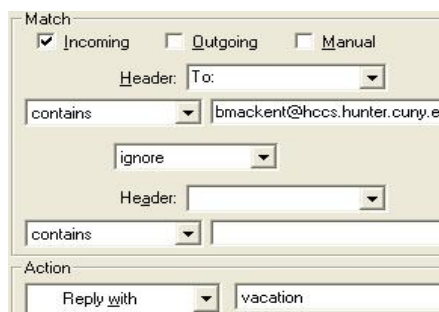 Match
Incoming Outgoing Manual
Header: To:
contains bmackent@hccs.hunter.cuny.e
ignore
Header:
contains
Action
Reply with vacation